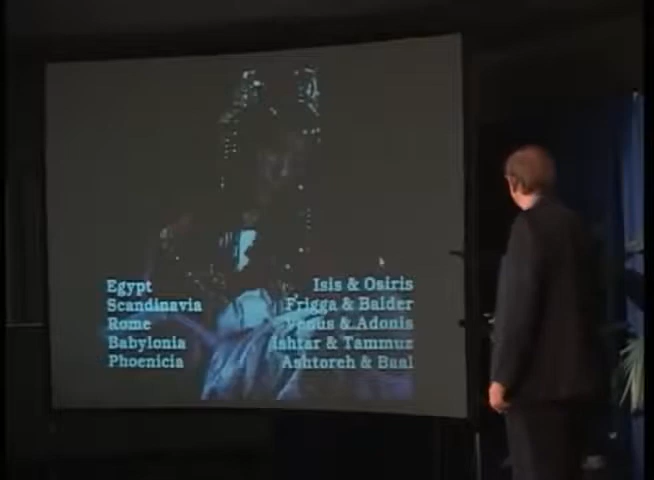 Egypt Isis & Osiris
Scandinavia Frigga & Balder
Rome Venus & Adonis
Babylonia Ishtar & Tammuz
Phoenicia Ashtoreh & Baal